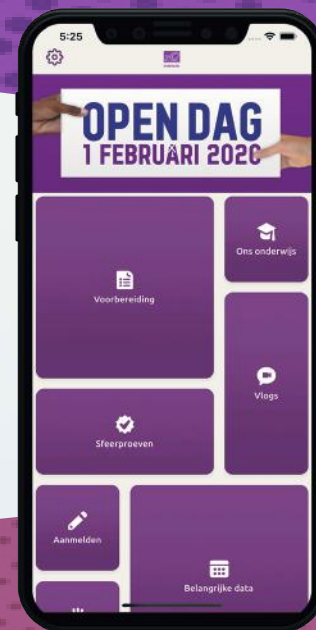 5:25
OPEN DAG
1 FEBRUARI 2020
Ons onderwijs
Voorbereiding
Vlogs
Sfeerproeven
Aanmelden
Belangrijke data